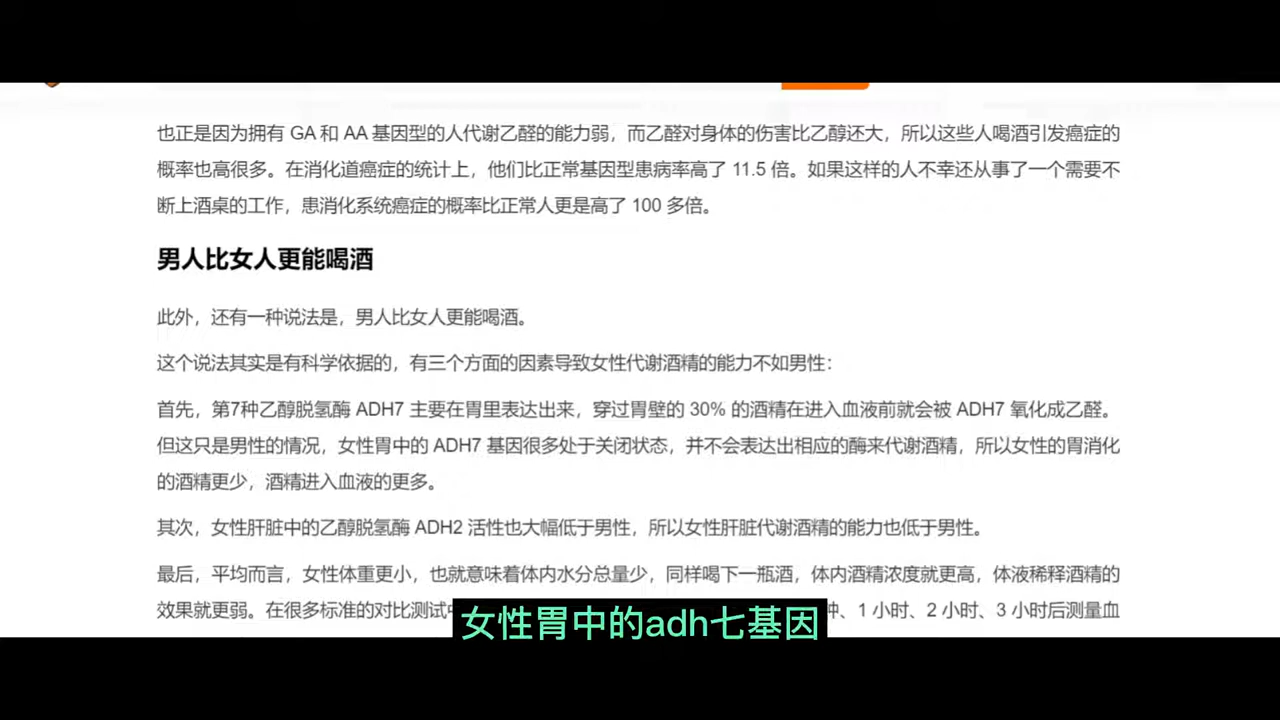 也正是因为拥有 GA 和 AA 基因型的人代谢乙醛的能力弱，而乙醛对身体的伤害比乙醇还大，所以这些人喝酒引发癌症的
概率也高很多。在消化道癌症的统计上，他们比正常基因型患病率高了 11.5 倍。如果这样的人不幸还从事了一个需要不
断上酒桌的工作，患消化系统癌症的概率比正常人更是高了 100 多倍。
男人比女人更能喝酒
此外，还有一种说法是，男人比女人更能喝酒。
这个说法其实是有科学依据的，有三个方面的因素导致女性代谢酒精的能力不如男性：
首先，第7种乙醇脱氢酶 ADH7 主要在胃里表达出来，穿过胃壁的 30% 的酒精在进入血液前就会被 ADH7 氧化成乙醛。
但这只是男性的情况，女性胃中的 ADH7 基因很多处于关闭状态，并不会表达出相应的酶来代谢酒精，所以女性的胃消化
的酒精更少，酒精进入血液的更多。
其次，女性肝脏中的乙醇脱氢酶 ADH2 活性也大幅低于男性，所以女性肝脏代谢酒精的能力也低于男性。
最后，平均而言，女性体重更小，也就意味着体内水分总量少，同样喝下一瓶酒，体内酒精浓度就更高，体液稀释酒精的
效果就更弱。在很多标准的对比测试 、1 小时、2 小时、3 小时后测量血
女性胃中的adh七基因